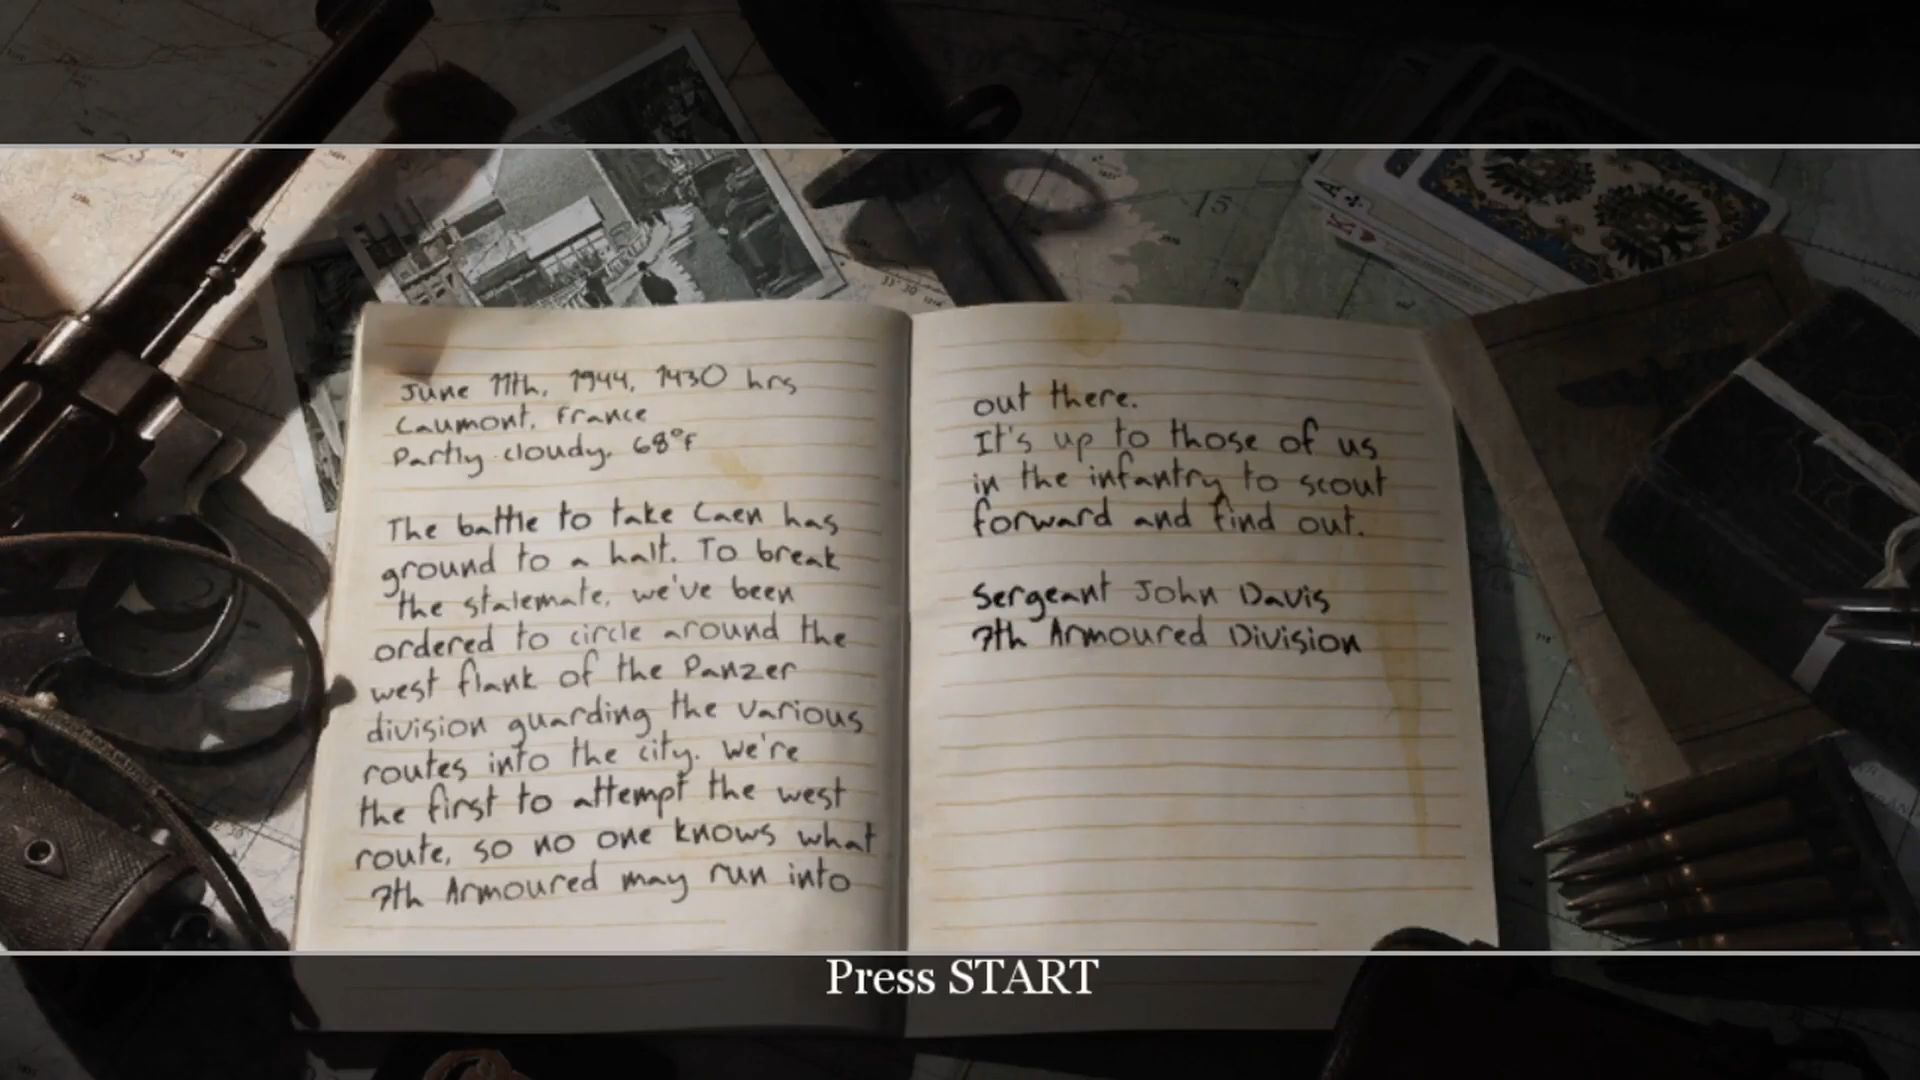 15
11°30
June 11th, 1944, 1430 hrs
Caumont, France
Partly cloudy, 68°F
The battle to take Caen has
ground to a halt. To break
the stalemate, we've been
ordered to circle around the
west flank of the Panzer
division guarding the various
routes into the city. We're
the first to attempt the west
route, so no one knows what
7th Armoured may run into
out there.
It's up to those of us
in the infantry to scout
forward and find out.
Sergeant John Davis
7th Armoured Division
Press START